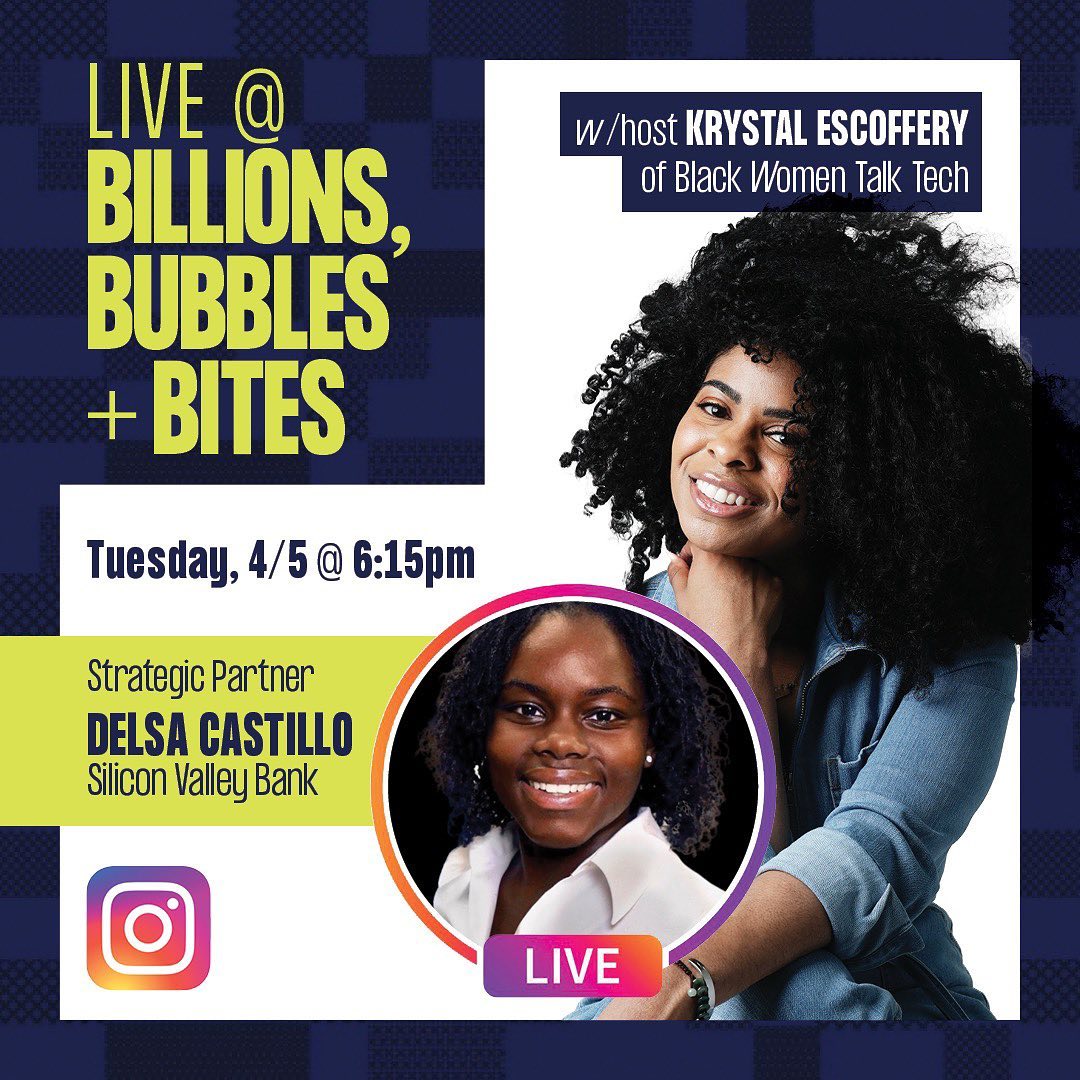 LIVE @
BILLIONS,
BUBBLES
+ BITES
w/host KRYSTAL ESCOFFERY
of Black Women Talk Tech
Tuesday, 4/5 @ 6:15pm
Strategic Partner
DELSA CASTILLO
Silicon Valley Bank
LIVE